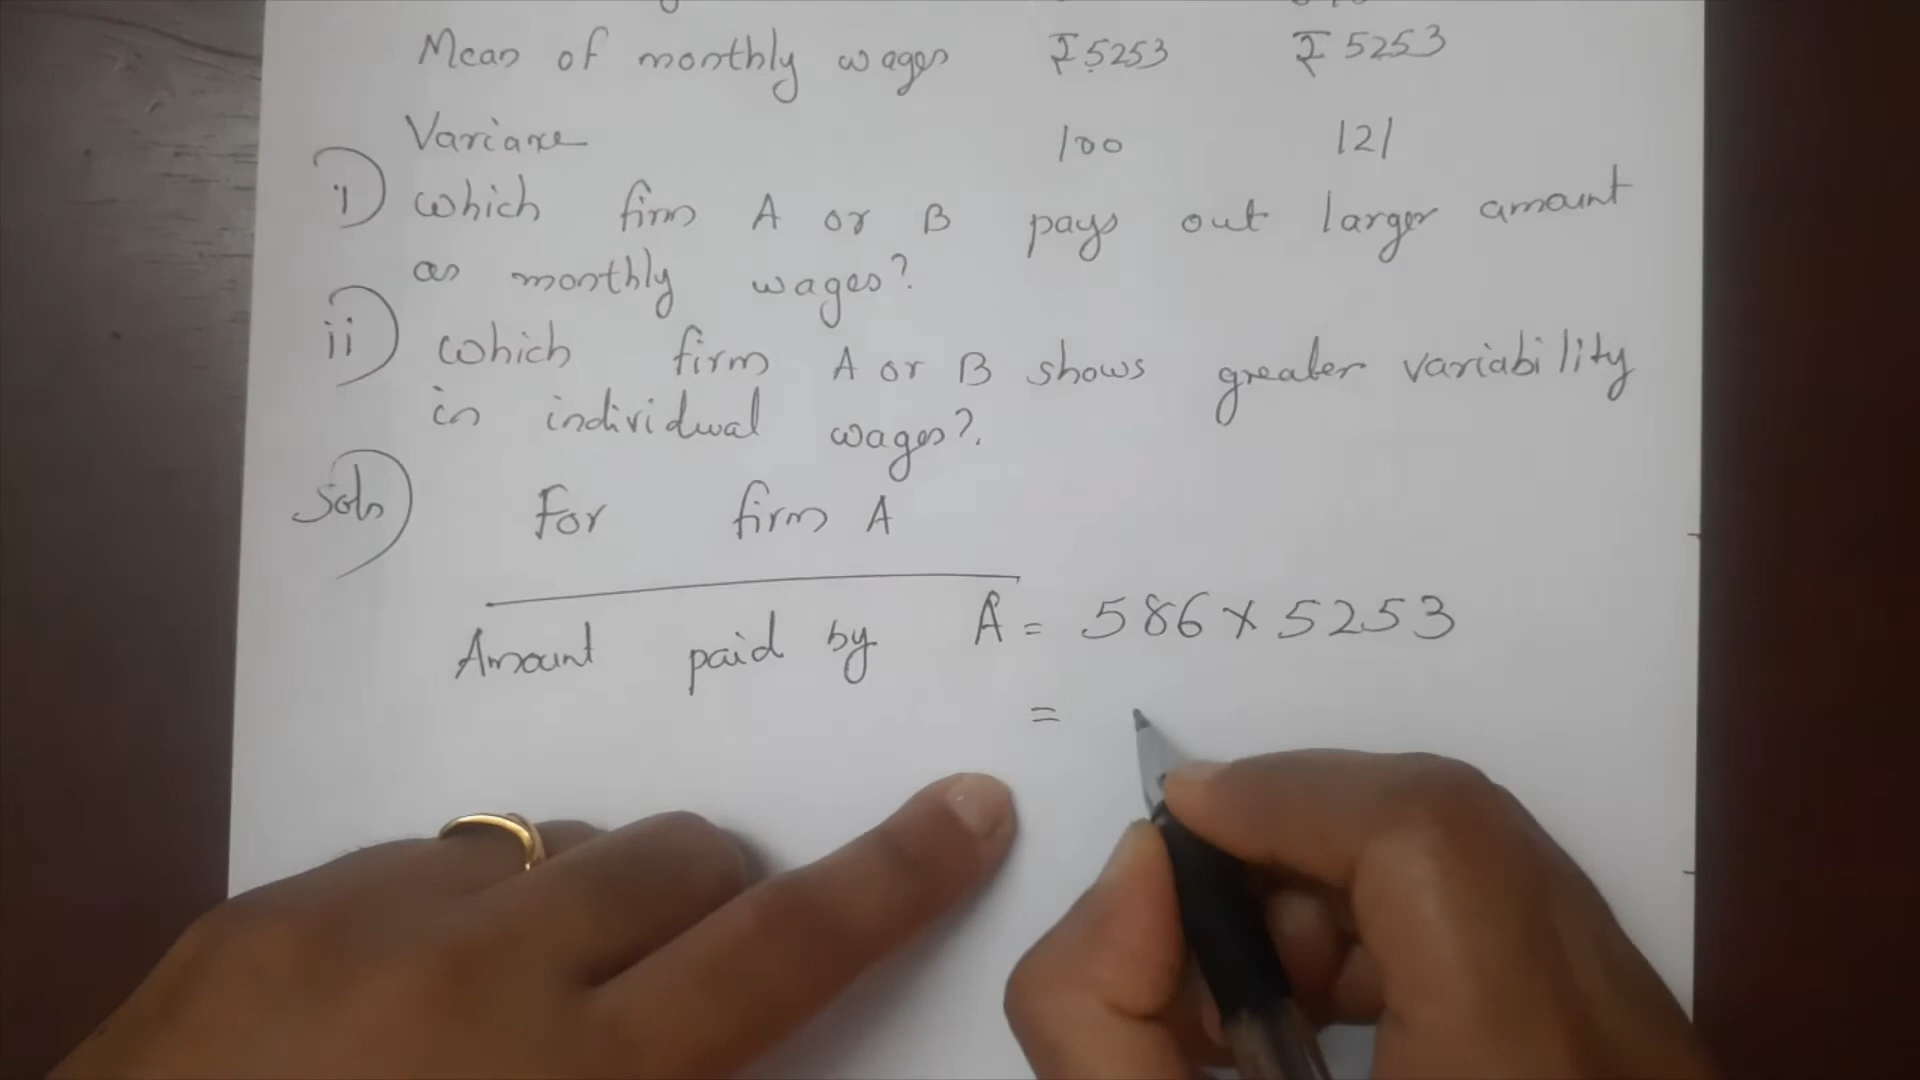 Mean of monthly wages ₹5253 ₹5253
Variance 100 121
i) which firm A or B pays out larger amount
as monthly wages?
ii) which firm A or B shows greater variability
in individual wages?.
Soln) For firm A
Amount paid by A = 586 × 5253
=